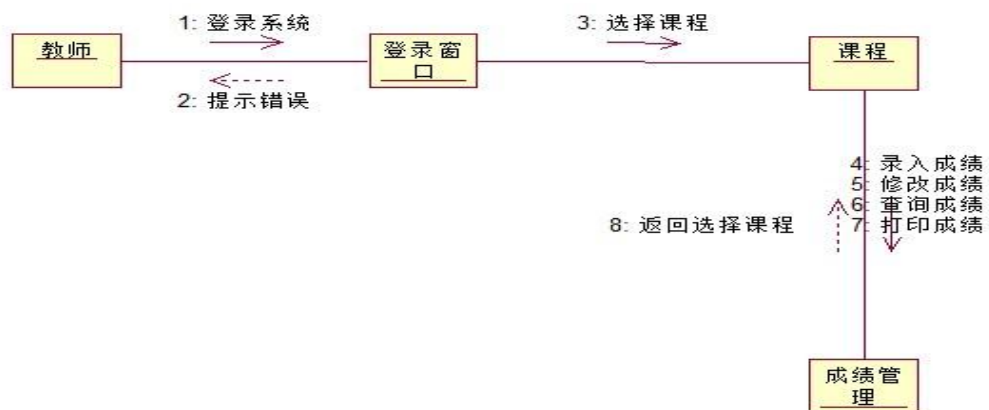 1: 登录系统
3: 选择课程
教师
登录窗
口
课程
2: 提示错误
4: 录入成绩
5: 修改成绩
6: 查询成绩
7: 打印成绩
8: 返回选择课程
成绩管
理